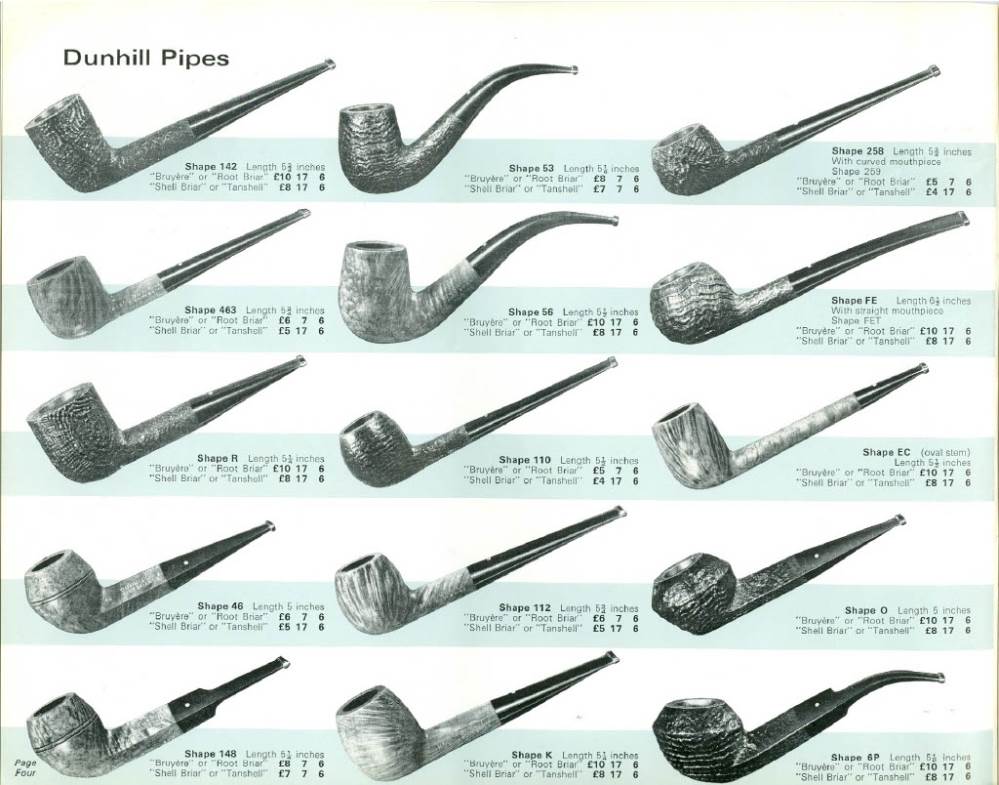 Dunhill Pipes
Shape 142 Length 5¾ inches
"Bruyère" or "Root Briar" £10 17 6
"Shell Briar" or "Tanshell" £8 17 6
Shape 53 Length 5½ inches
"Bruyère" or "Root Briar" £8 7 6
"Shell Briar" or "Tanshell" £7 7 6
Shape 258 Length 5¾ inches
With curved mouthpiece
Shape 259
"Bruyère" or "Root Briar" £5 7 6
"Shell Briar" or "Tanshell" £4 17 6
Shape 463 Length 5¾ inches
"Bruyère" or "Root Briar" £6 7 6
"Shell Briar" or "Tanshell" £5 17 6
Shape 56 Length 5½ inches
"Bruyère" or "Root Briar" £10 17 6
"Shell Briar" or "Tanshell" £8 17 6
Shape FE Length 6½ inches
With straight mouthpiece
Shape FET
"Bruyère" or "Root Briar" £10 17 6
"Shell Briar" or "Tanshell" £8 17 6
Shape R Length 5½ inches
"Bruyère" or "Root Briar" £10 17 6
"Shell Briar" or "Tanshell" £8 17 6
Shape 110 Length 5½ inches
"Bruyère" or "Root Briar" £5 7 6
"Shell Briar" or "Tanshell" £4 17 6
Shape EC (oval stem)
Length 5½ inches
"Bruyère" or "Root Briar" £10 17 6
"Shell Briar" or "Tanshell" £8 17 6
Shape 46 Length 5 inches
"Bruyère" or "Root Briar" £6 7 6
"Shell Briar" or "Tanshell" £5 17 6
Shape 112 Length 5¾ inches
"Bruyère" or "Root Briar" £6 7 6
"Shell Briar" or "Tanshell" £5 17 6
Shape O Length 5 inches
"Bruyère" or "Root Briar" £10 17 6
"Shell Briar" or "Tanshell" £8 17 6
Shape 148 Length inches
"Bruyère" or "Root Briar" £8 7 6
"Shell Briar" or "Tanshell" £7 7 6
Shape K Length inches
"Bruyère" or "Root Briar" £10 17 6
"Shell Briar" or "Tanshell" £8 17 6
Shape 6P Length inches
"Bruyère" or "Root Briar" £10 17 6
"Shell Briar" or "Tanshell" £8 17 6
Page
Four